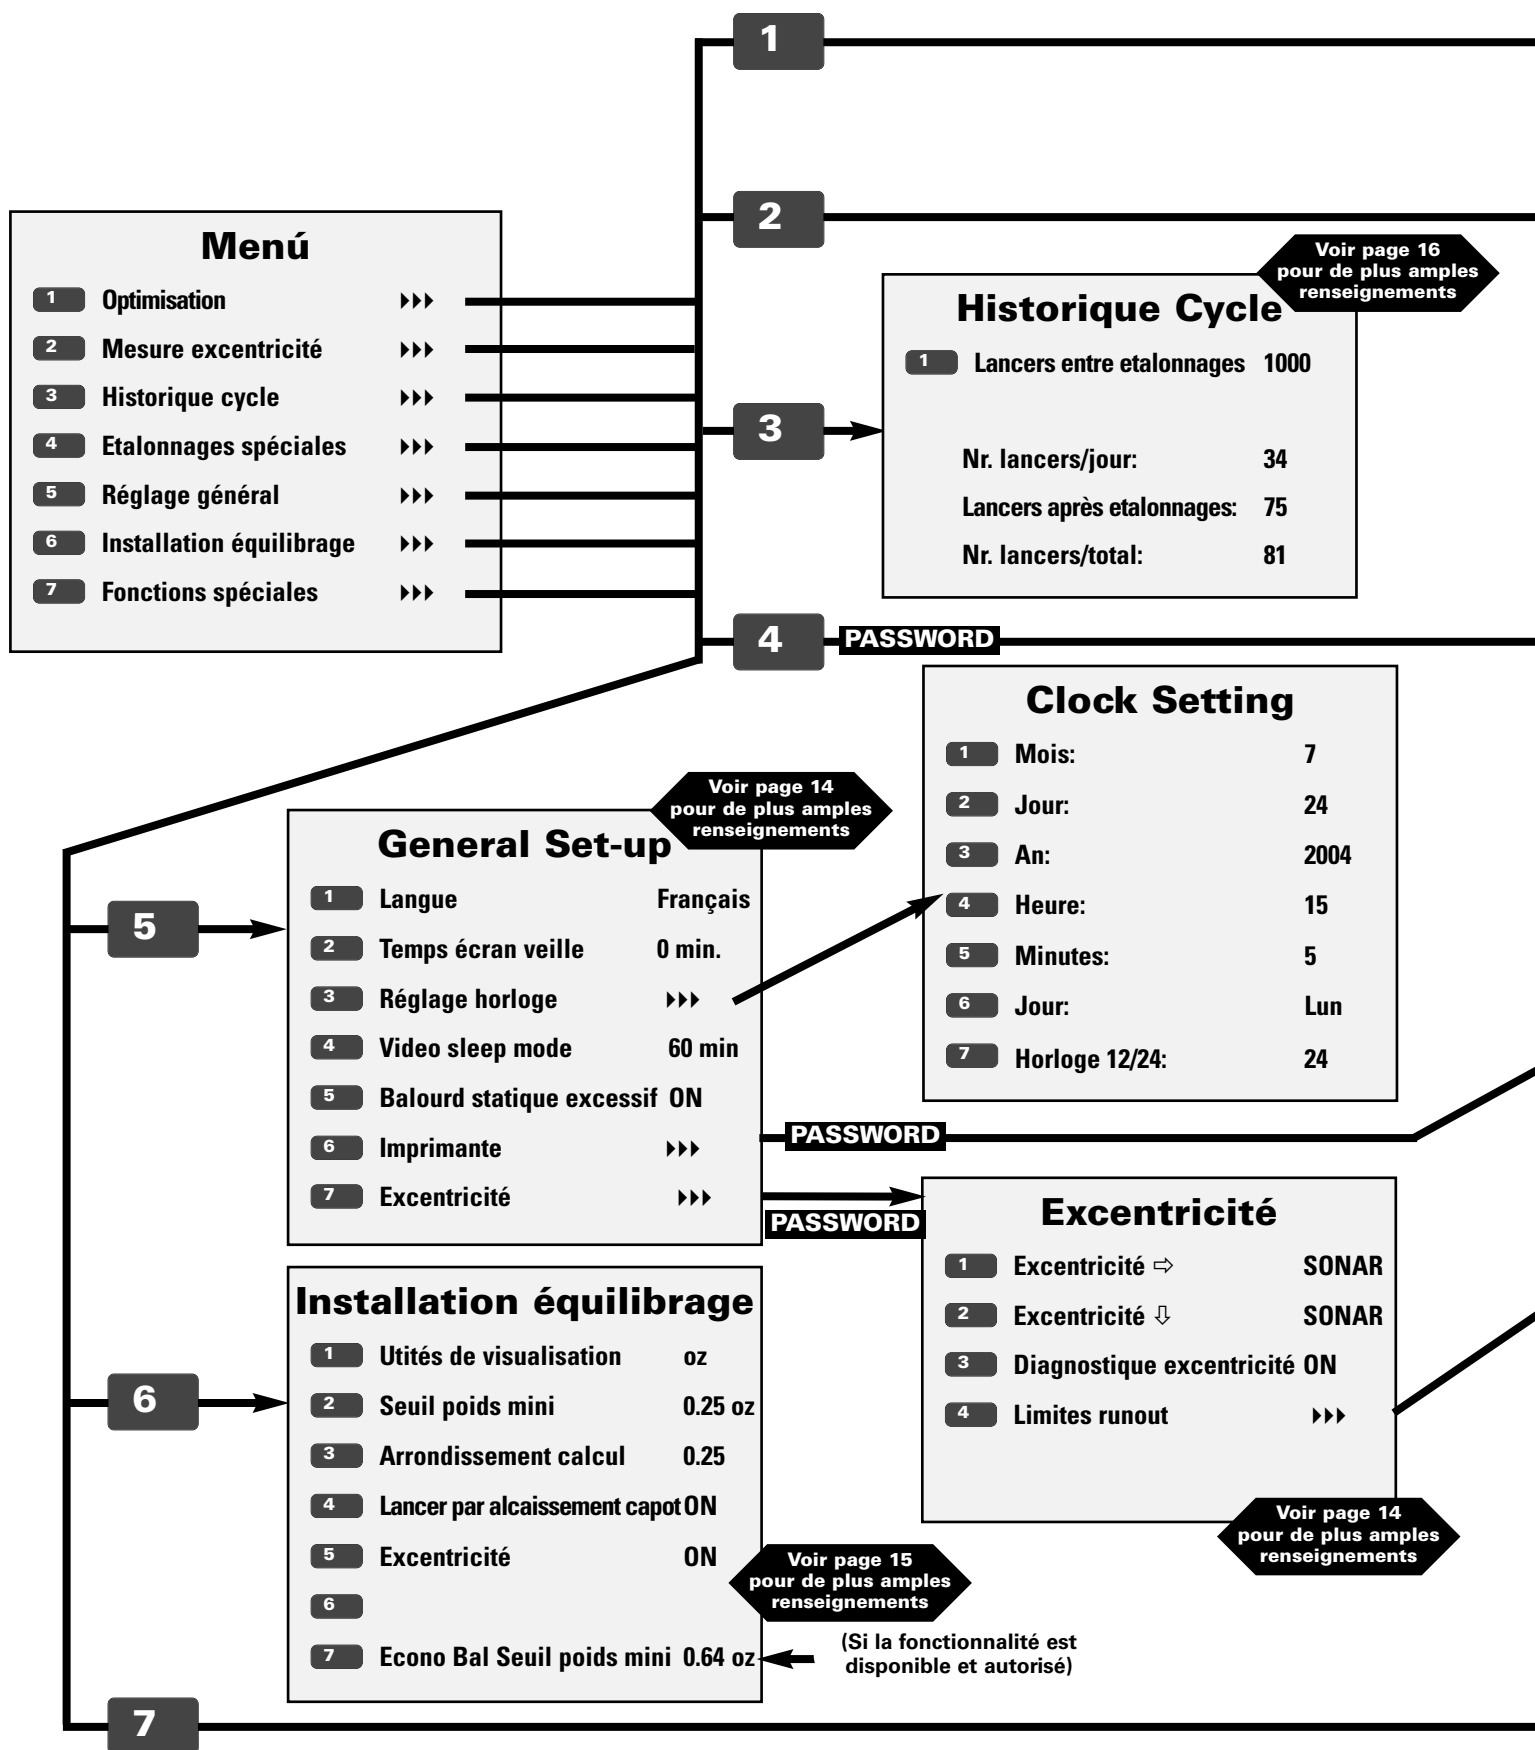 1
2
Menú
1 Optimisation
2 Mesure excentricité
3 Historique cycle
4 Etalonnages spéciales
5 Réglage général
6 Installation équilibrage
7 Fonctions spéciales
Voir page 16
pour de plus amples
renseignements
Historique Cycle
1 Lancers entre etalonnages 1000
Nr. lancers/jour: 34
Lancers après etalonnages: 75
Nr. lancers/total: 81
3
4 PASSWORD
Clock Setting
1 Mois: 7
2 Jour: 24
3 An: 2004
4 Heure: 15
5 Minutes: 5
6 Jour: Lun
7 Horloge 12/24: 24
Voir page 14
pour de plus amples
renseignements
5
General Set-up
1 Langue Français
2 Temps écran veille 0 min.
3 Réglage horloge
4 Video sleep mode 60 min
5 Balourd statique excessif ON
6 Imprimante
7 Excentricité
PASSWORD
PASSWORD
Excentricité
1 Excentricité ⇨ SONAR
2 Excentricité ⇩ SONAR
3 Diagnostique excentricité ON
4 Limites runout
Voir page 14
pour de plus amples
renseignements
6
Installation équilibrage
1 Utités de visualisation oz
2 Seuil poids mini 0.25 oz
3 Arrondissement calcul 0.25
4 Lancer par alcaissement capot ON
5 Excentricité ON
6
7 Econo Bal Seuil poids mini 0.64 oz
Voir page 15
pour de plus amples
renseignements
(Si la fonctionnalité est
disponible et autorisé)
7